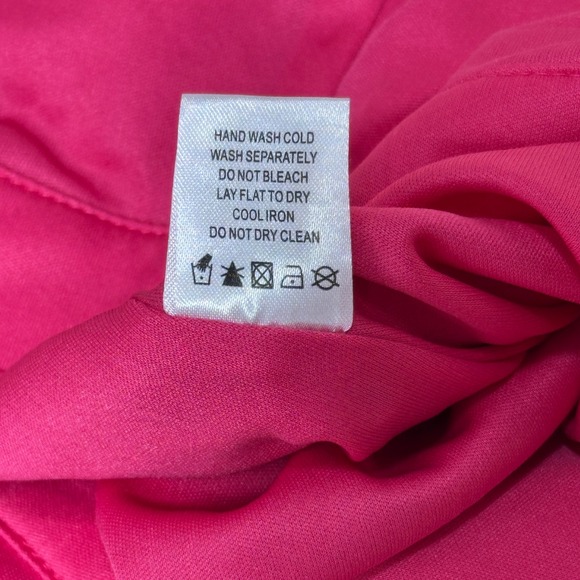 HAND WASH COLD
WASH SEPARATELY
DO NOT BLEACH
LAY FLAT TO DRY
COOL IRON
DO NOT DRY CLEAN